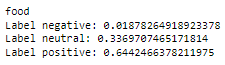 food
Label negative: 0.01878264918923378
Label neutral: 0.3369707465171814
Label positive: 0.6442466378211975